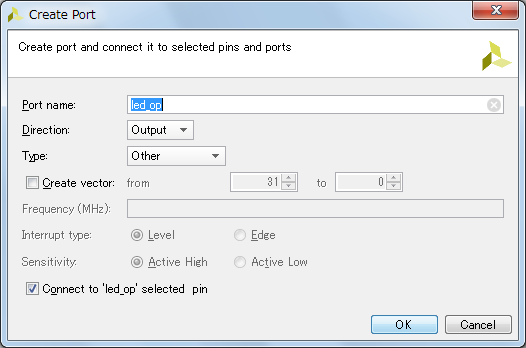 Create Port
Create port and connect it to selected pins and ports
Port name: led_op
Direction: Output
Type: Other
Create vector: from 31 to 0
Frequency (MHz):
Interrupt type: Level Edge
Sensitivity: Active High Active Low
Connect to 'led_op' selected pin
OK Cancel